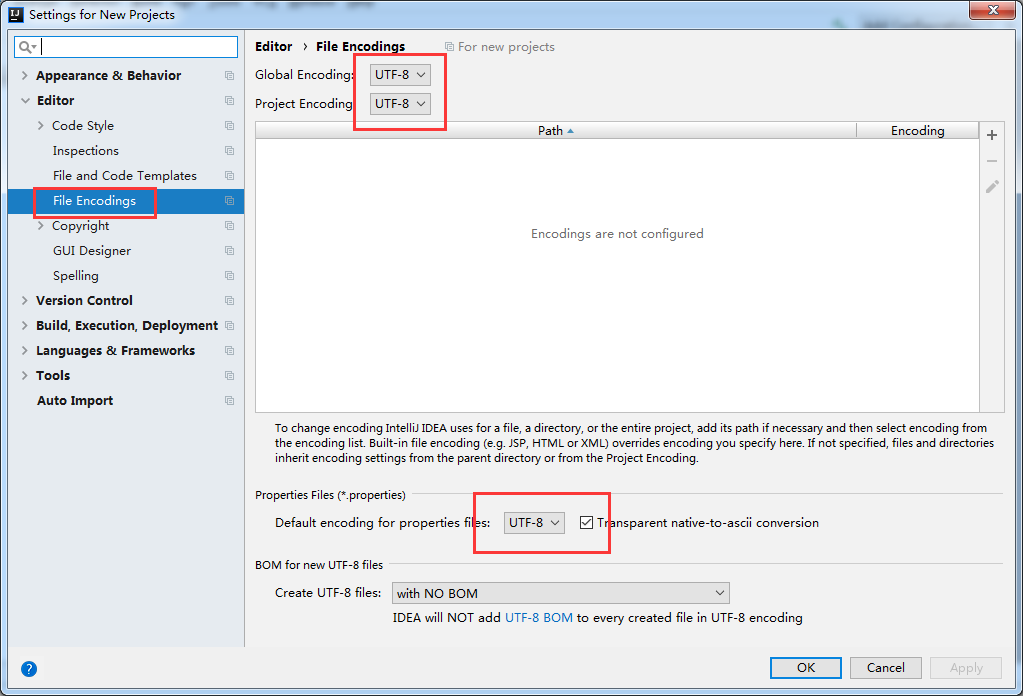 Settings for New Projects
Editor › File Encodings For new projects
Appearance & Behavior
Editor
Code Style
Inspections
File and Code Templates
File Encodings
Copyright
GUI Designer
Spelling
Version Control
Build, Execution, Deployment
Languages & Frameworks
Tools
Auto Import
Global Encoding: UTF-8
Project Encoding UTF-8
Path Encoding
Encodings are not configured
To change encoding IntelliJ IDEA uses for a file, a directory, or the entire project, add its path if necessary and then select encoding from
the encoding list. Built-in file encoding (e.g. JSP, HTML or XML) overrides encoding you specify here. If not specified, files and directories
inherit encoding settings from the parent directory or from the Project Encoding.
Properties Files (*.properties)
Default encoding for properties files: UTF-8 Transparent native-to-ascii conversion
BOM for new UTF-8 files
Create UTF-8 files: with NO BOM
IDEA will NOT add UTF-8 BOM to every created file in UTF-8 encoding
? OK Cancel Apply